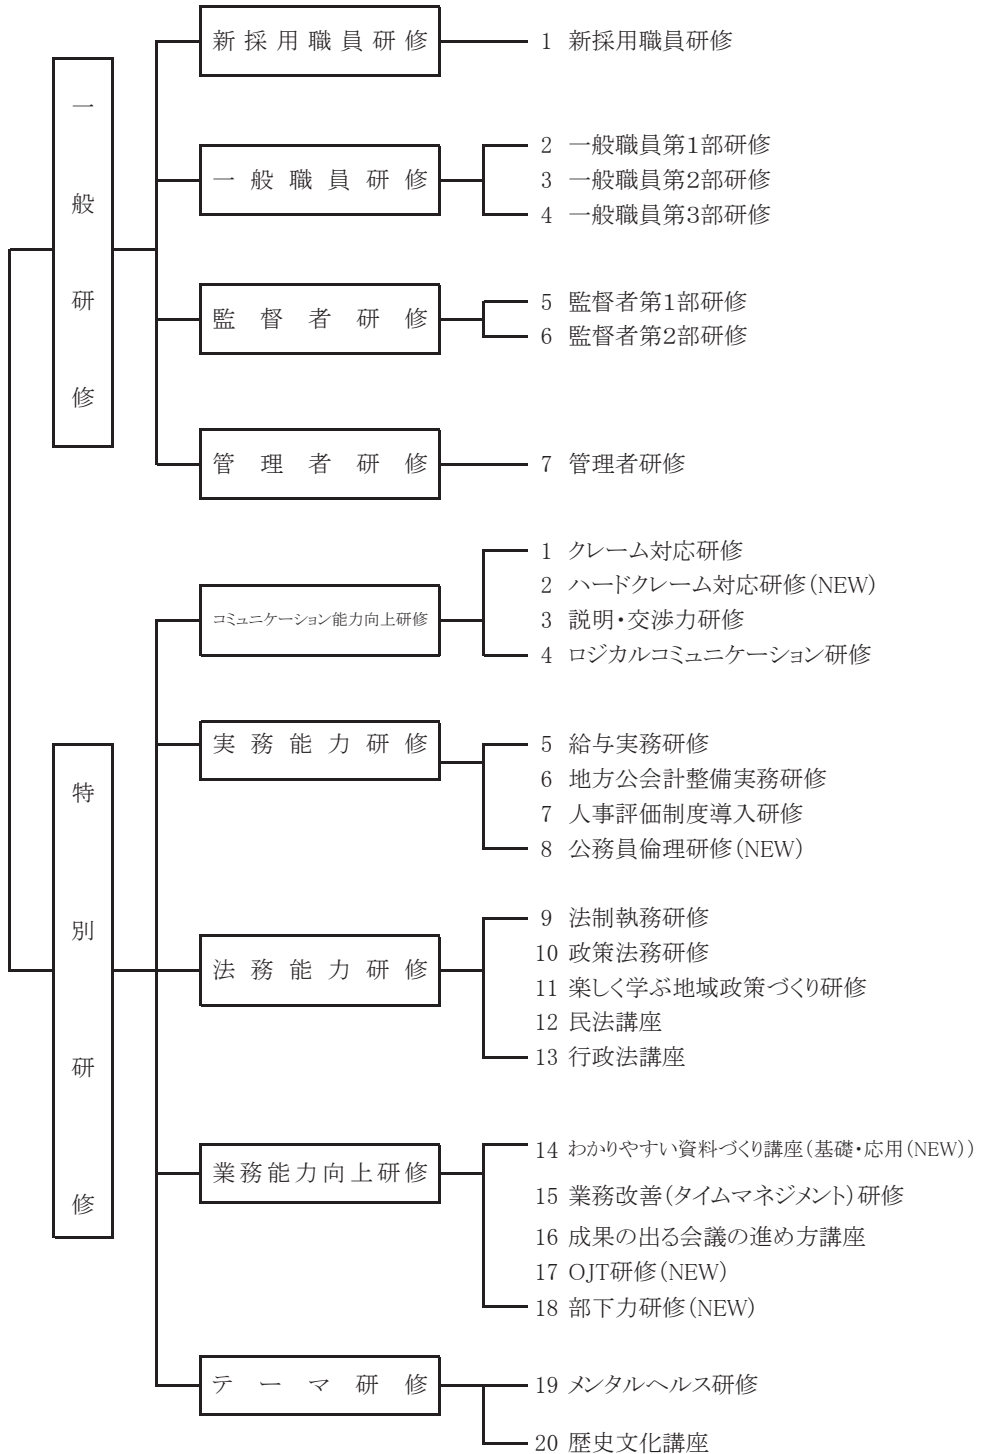 一般研修
新採用職員研修
1 新採用職員研修
一般職員研修
2 一般職員第1部研修
3 一般職員第2部研修
4 一般職員第3部研修
監督者研修
5 監督者第1部研修
6 監督者第2部研修
管理者研修
7 管理者研修
特別研修
コミュニケーション能力向上研修
1 クレーム対応研修
2 ハードクレーム対応研修(NEW)
3 説明・交渉力研修
4 ロジカルコミュニケーション研修
実務能力研修
5 給与実務研修
6 地方公会計整備実務研修
7 人事評価制度導入研修
8 公務員倫理研修(NEW)
法務能力研修
9 法制執務研修
10 政策法務研修
11 楽しく学ぶ地域政策づくり研修
12 民法講座
13 行政法講座
業務能力向上研修
14 わかりやすい資料づくり講座(基礎・応用(NEW))
15 業務改善(タイムマネジメント)研修
16 成果の出る会議の進め方講座
17 OJT研修(NEW)
18 部下力研修(NEW)
テーマ研修
19 メンタルヘルス研修
20 歴史文化講座